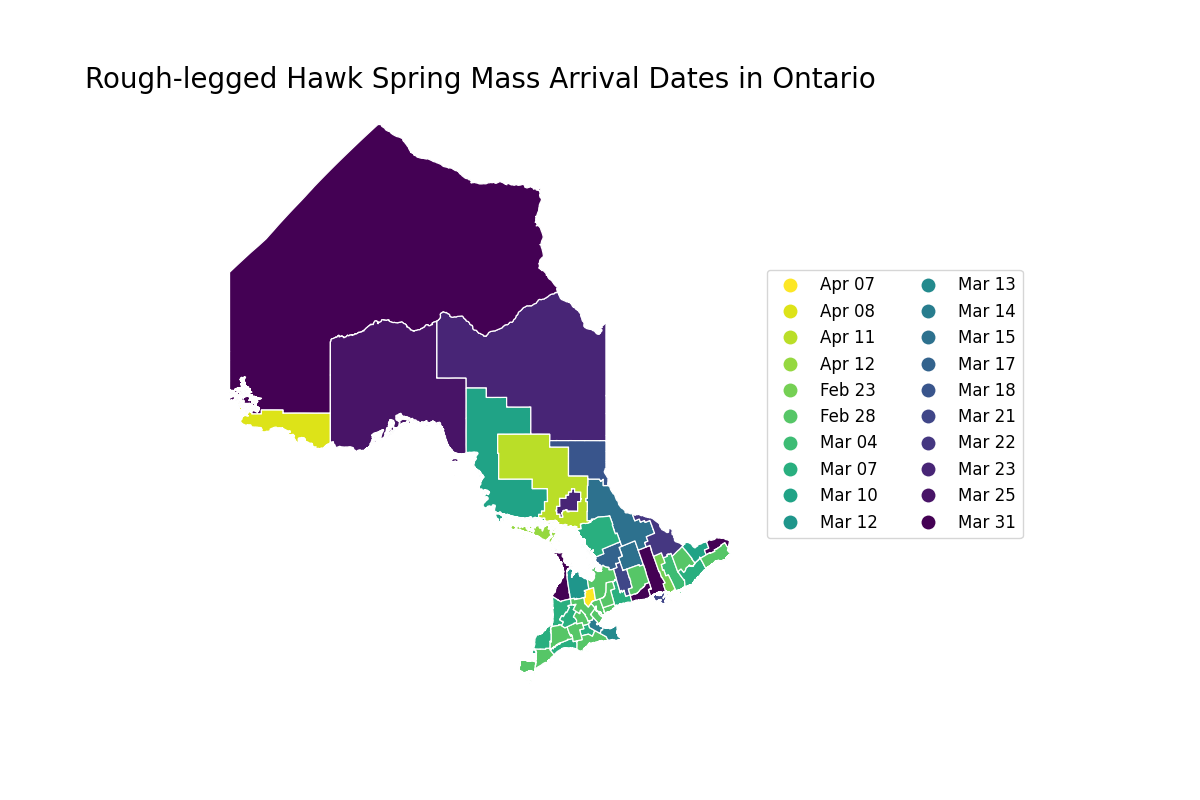 Rough-legged Hawk Spring Mass Arrival Dates in Ontario
Apr 07
Apr 08
Apr 11
Apr 12
Feb 23
Feb 28
Mar 04
Mar 07
Mar 10
Mar 12
Mar 13
Mar 14
Mar 15
Mar 17
Mar 18
Mar 21
Mar 22
Mar 23
Mar 25
Mar 31